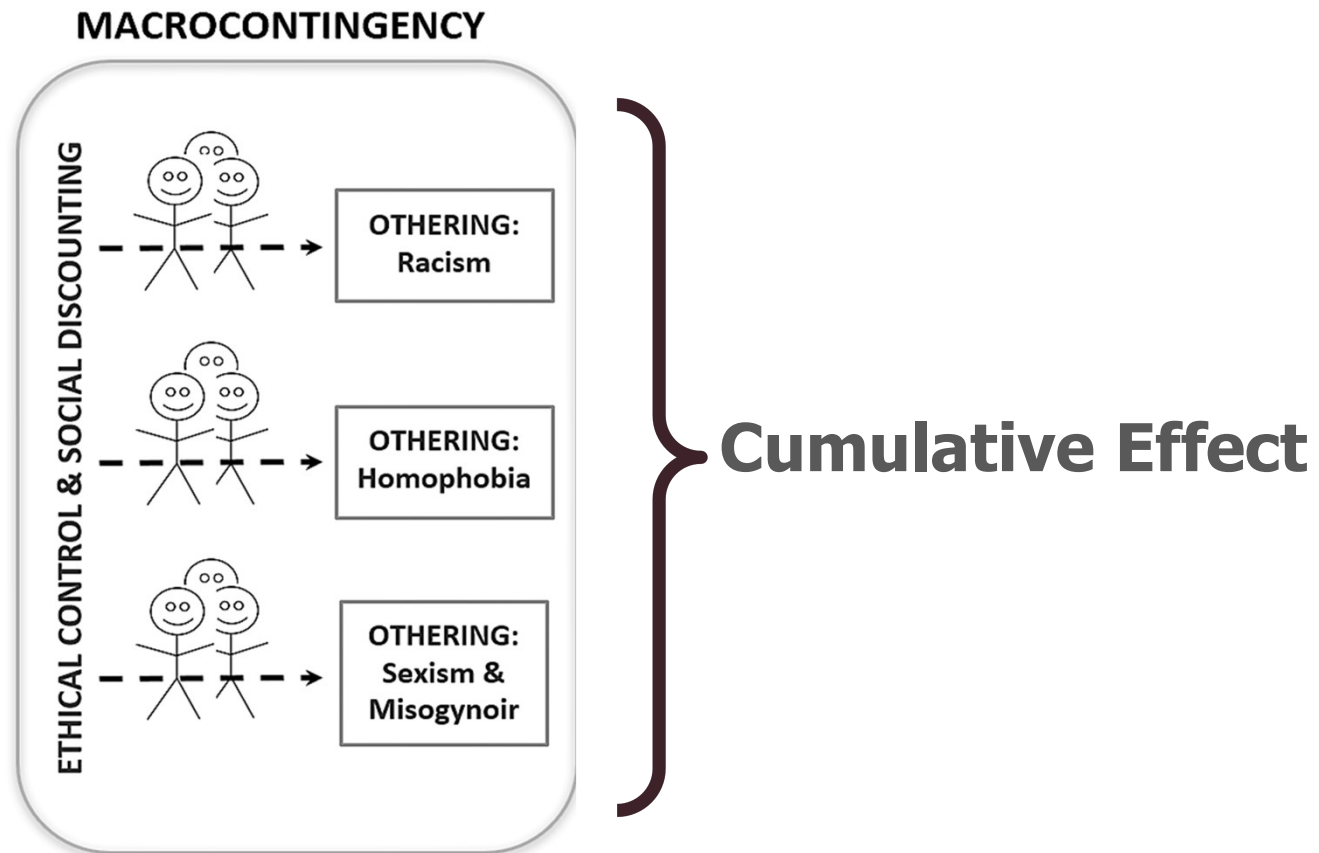 MACROCONTINGENCY
ETHICAL CONTROL & SOCIAL DISCOUNTING
OTHERING:
Racism
OTHERING:
Homophobia
OTHERING:
Sexism &
Misogynoir
Cumulative Effect